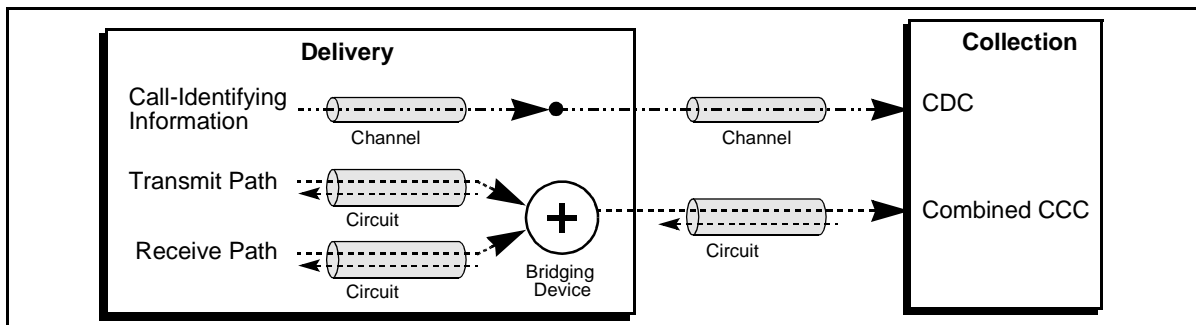 Delivery
Collection
Call-Identifying
Information
Channel
Channel
CDC
Transmit Path
Circuit
+
Combined CCC
Circuit
Receive Path
Circuit
Bridging
Device